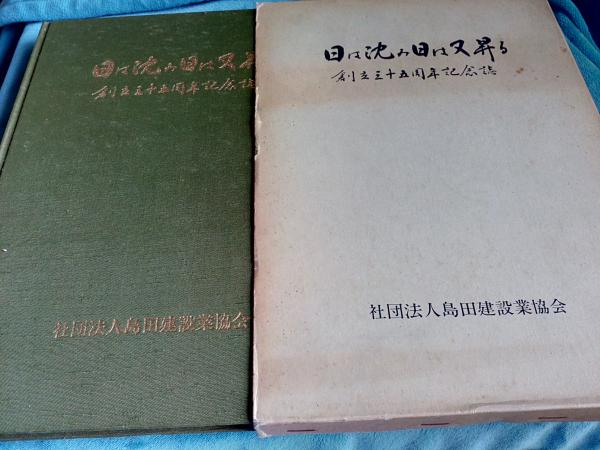 日は沈み日は又昇
創立三十五周年記念誌
社団法人島田建設業協会
日は沈み日は又昇る
創立三十五周年記念誌
社団法人島田建設業協会